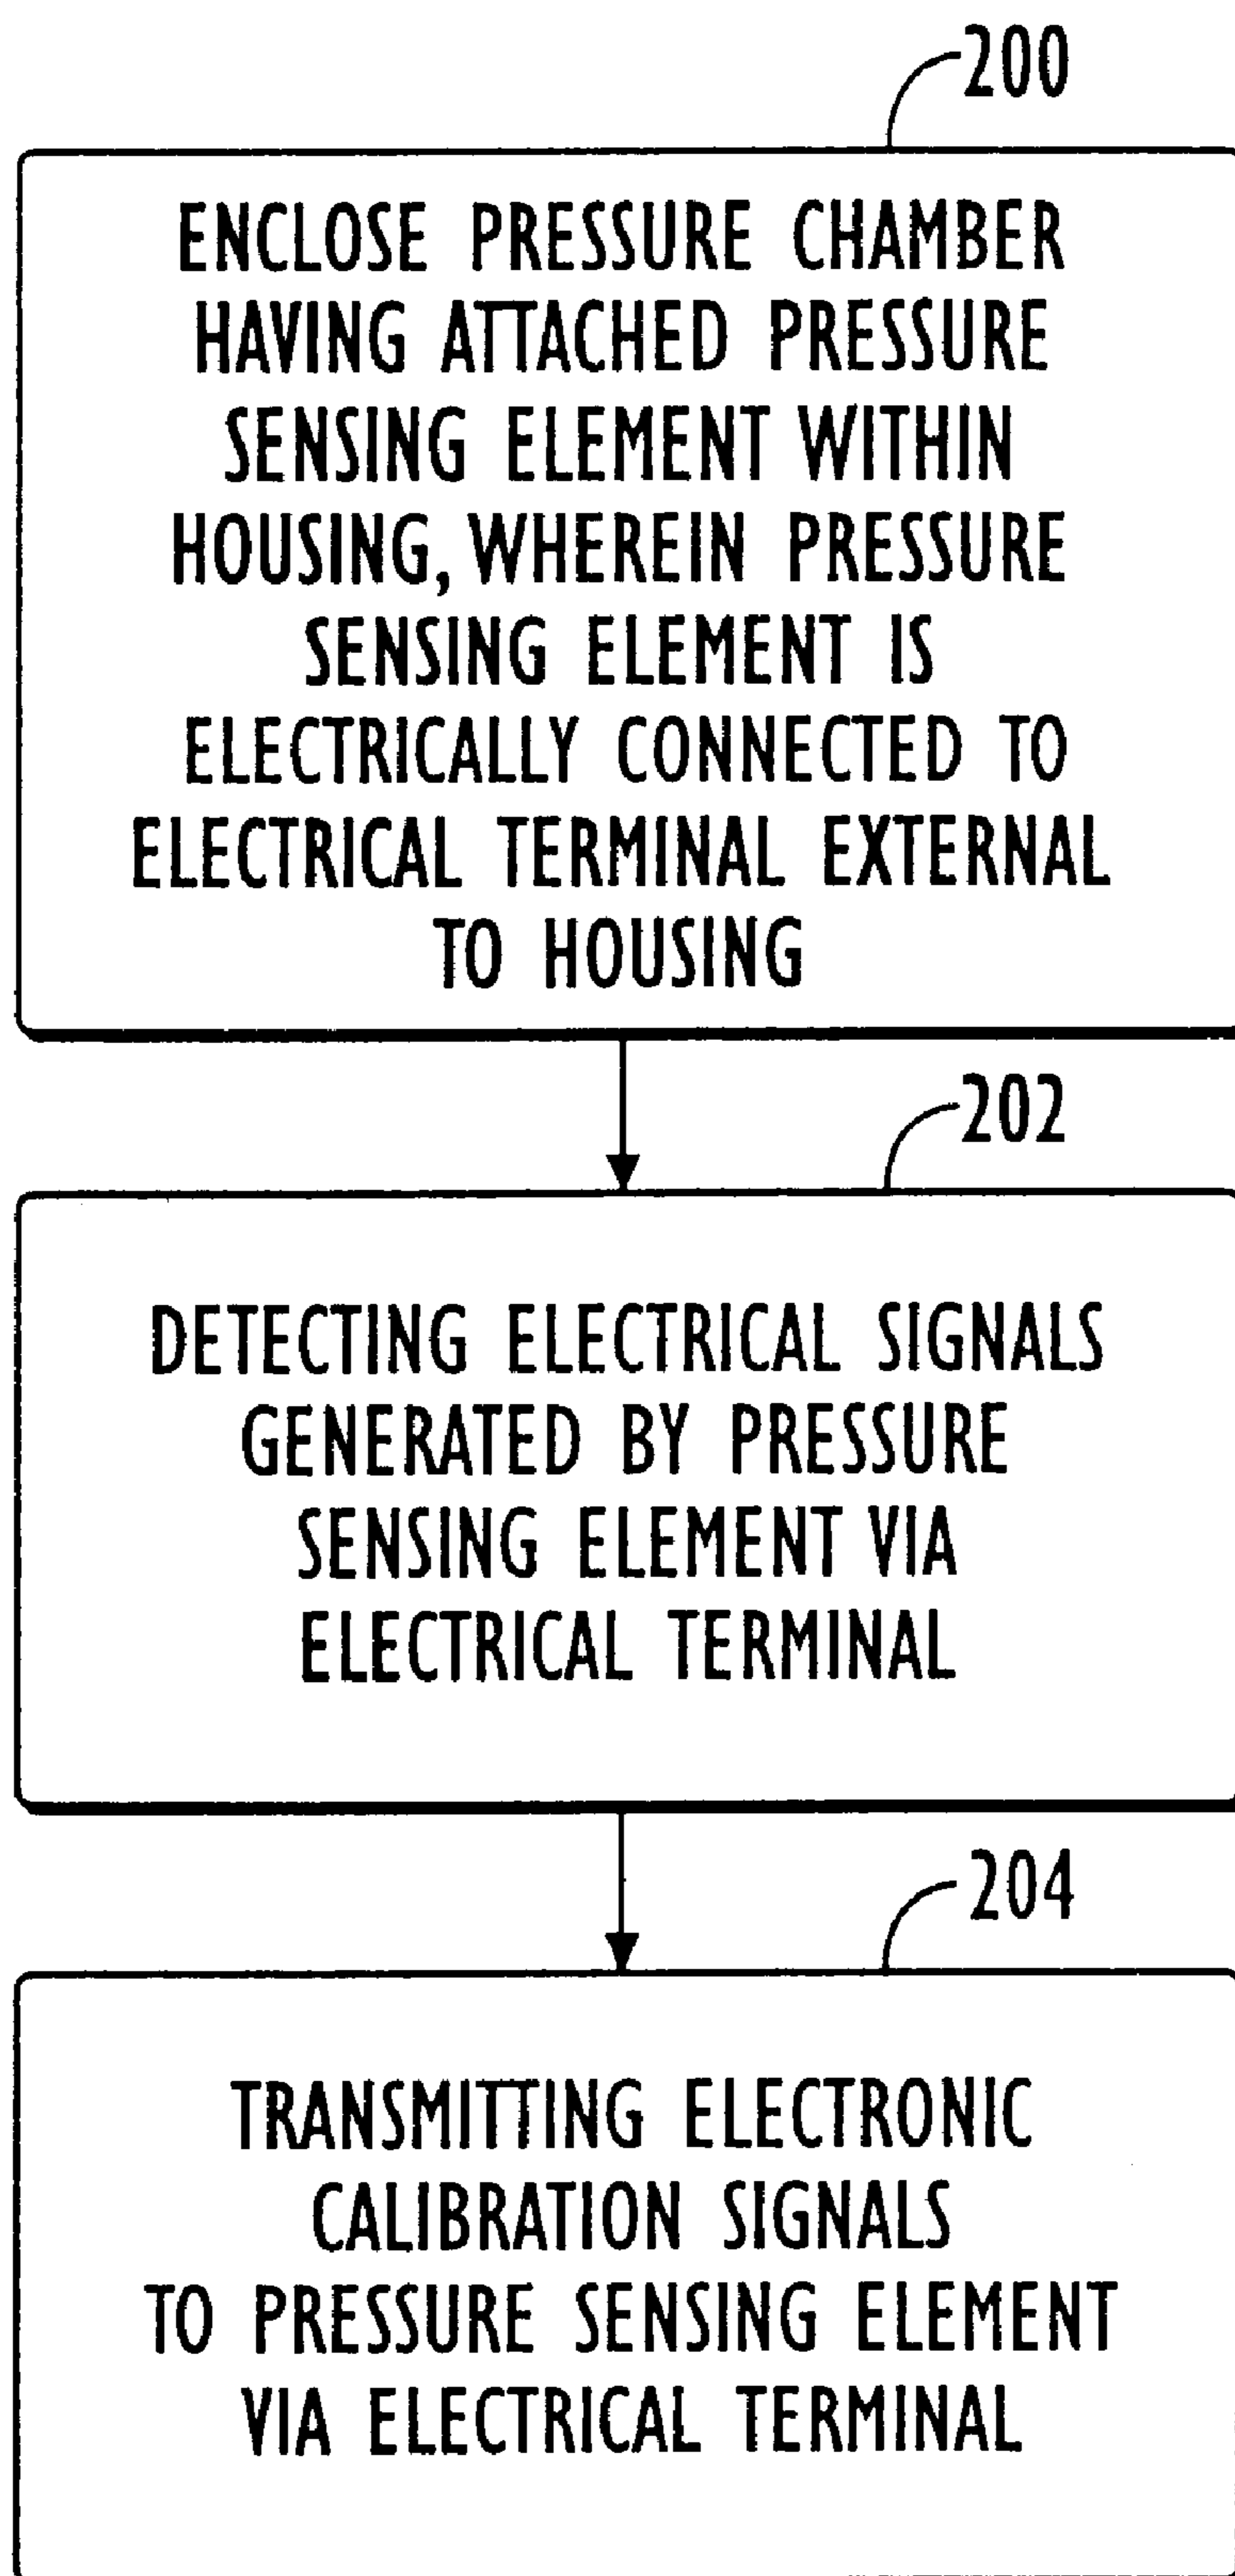 200
ENCLOSE PRESSURE CHAMBER
HAVING ATTACHED PRESSURE
SENSING ELEMENT WITHIN
HOUSING, WHEREIN PRESSURE
SENSING ELEMENT IS
ELECTRICALLY CONNECTED TO
ELECTRICAL TERMINAL EXTERNAL
TO HOUSING
202
DETECTING ELECTRICAL SIGNALS
GENERATED BY PRESSURE
SENSING ELEMENT VIA
ELECTRICAL TERMINAL
204
TRANSMITTING ELECTRONIC
CALIBRATION SIGNALS
TO PRESSURE SENSING ELEMENT
VIA ELECTRICAL TERMINAL